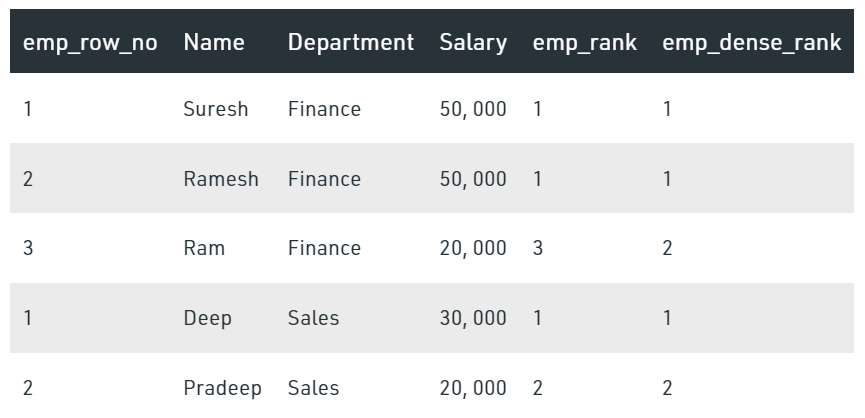 emp_row_no Name Department Salary emp_rank emp_dense_rank
1 Suresh Finance 50, 000 1 1
2 Ramesh Finance 50, 000 1 1
3 Ram Finance 20, 000 3 2
1 Deep Sales 30, 000 1 1
2 Pradeep Sales 20, 000 2 2